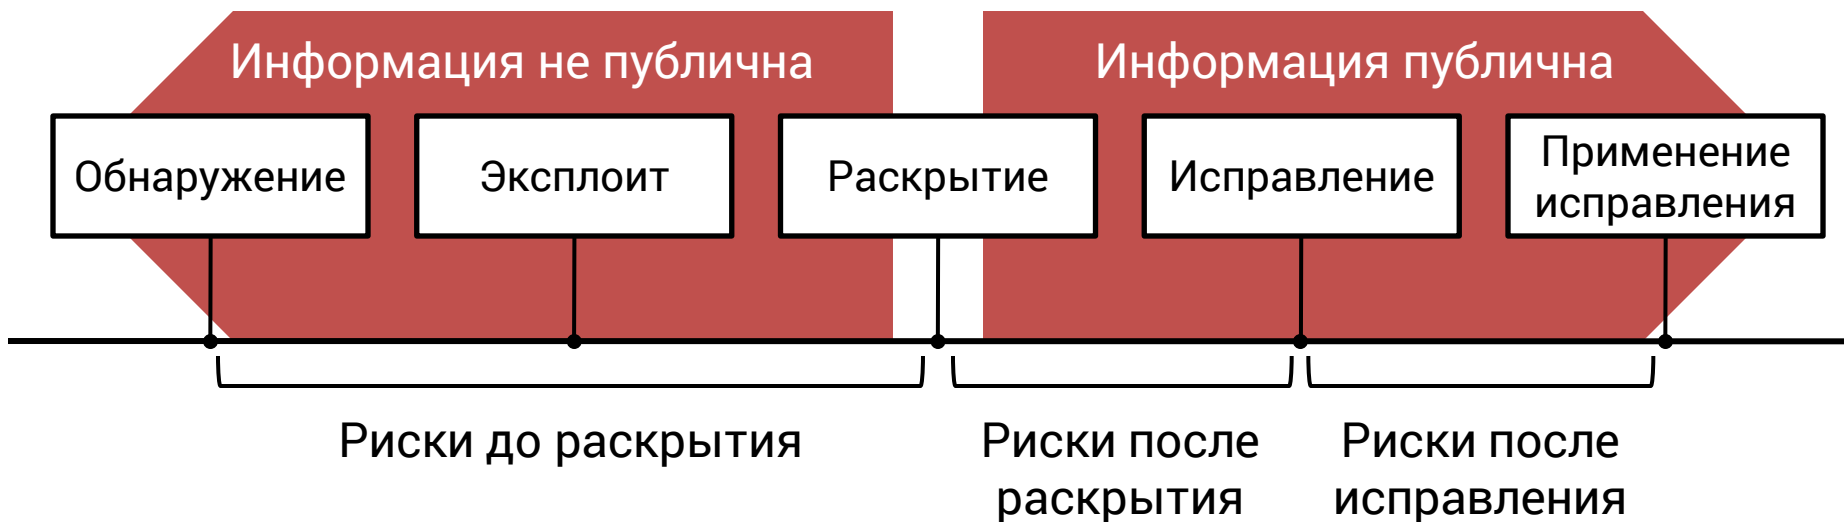 Информация не публична
Информация публична
Обнаружение
Эксплоит
Раскрытие
Исправление
Применение
исправления
Риски до раскрытия
Риски после
раскрытия
Риски после
исправления